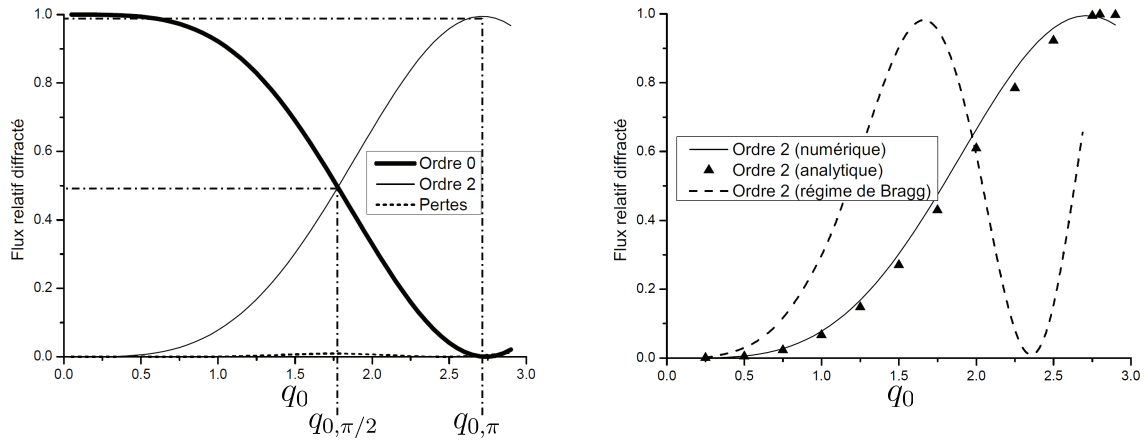 Flux relatif diffracté
1.0
0.8
0.6
0.4
0.2
0.0
0.0
0.5
1.0
1.5
2.0
2.5
3.0
Ordre 0
Ordre 2
Pertes
q₀
q₀,π/2
q₀,π
Flux relatif diffracté
1.0
0.8
0.6
0.4
0.2
0.0
0.0
0.5
1.0
1.5
2.0
2.5
3.0
Ordre 2 (numérique)
Ordre 2 (analytique)
Ordre 2 (régime de Bragg)
q₀